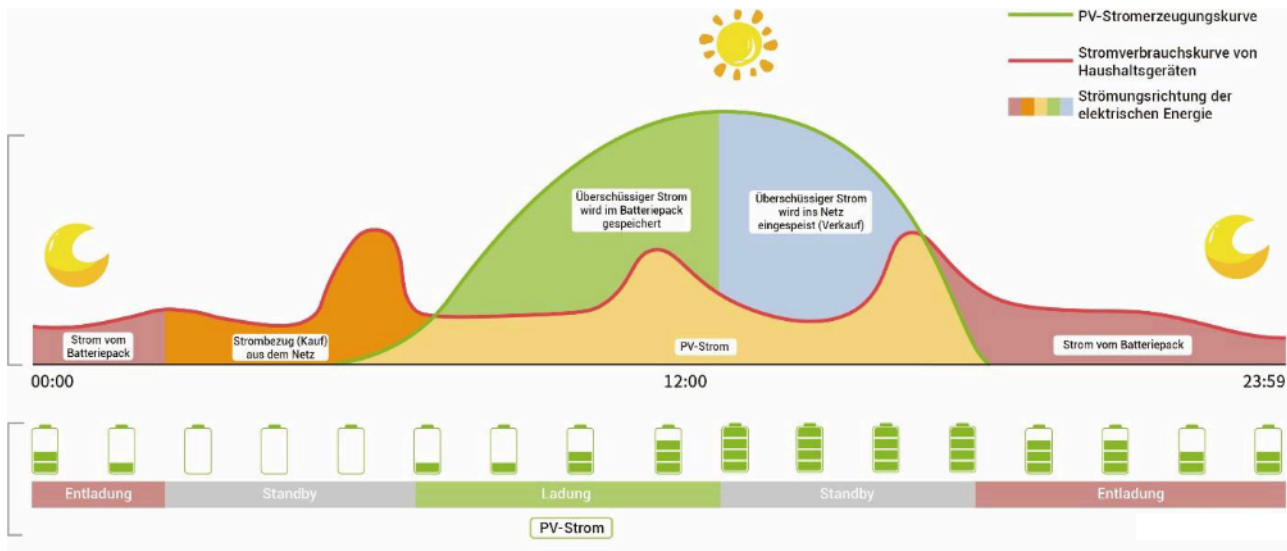 PV-Stromerzeugungskurve
Stromverbrauchskurve von
Haushaltsgeräten
Strömungsrichtung der
elektrischen Energie
Überschüssiger Strom
wird im Batteriepack
gespeichert
Überschüssiger Strom
wird ins Netz
eingespeist (Verkauf)
Strom vom
Batteriepack
Strombezug (Kauf)
aus dem Netz
PV-Strom
Strom vom Batteriepack
00:00
12:00
23:59
Entladung
Standby
Ladung
Standby
Entladung
PV-Strom